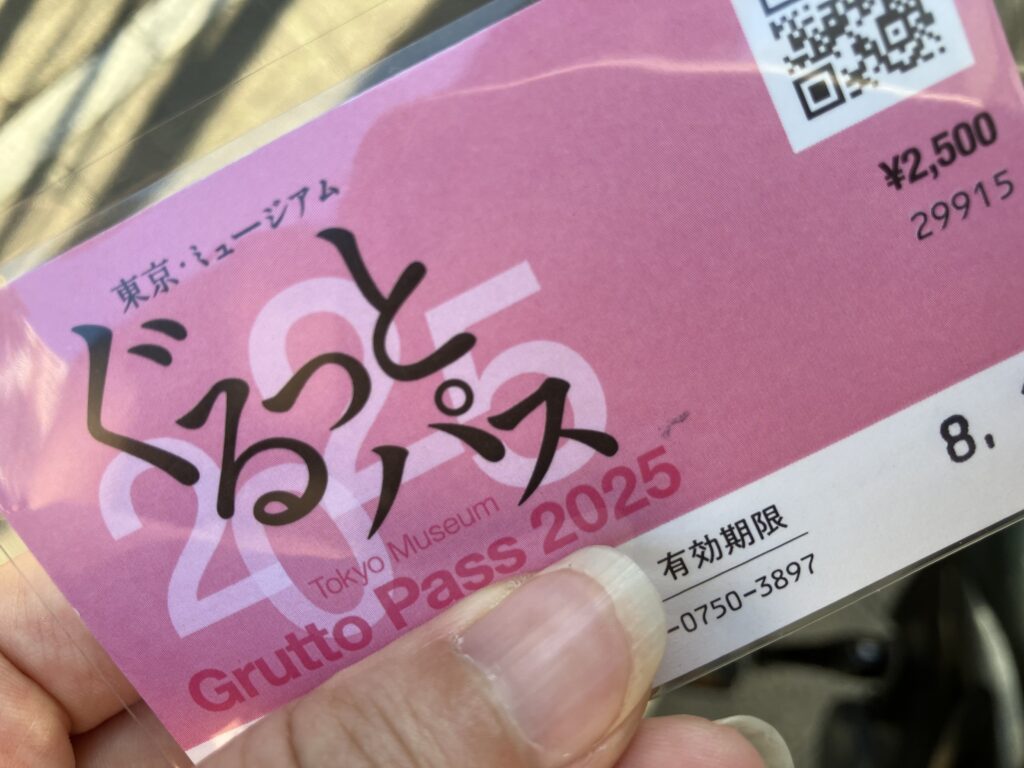 東京・ミュージアム
ぐるっと
パス
2025
Tokyo Museum
Grutto Pass 2025
¥2,500
29915
有効期限
8.
-0750-3897